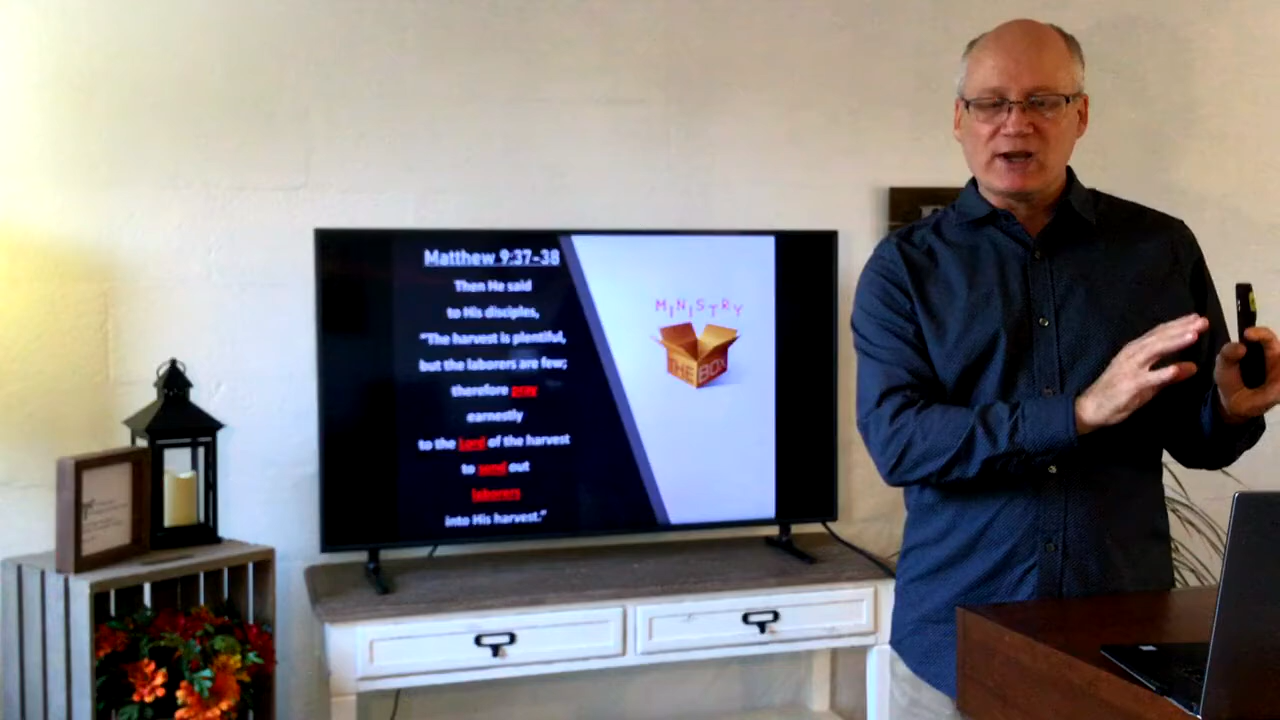 Matthew 9:37-38
Then He said
to His disciples,
"The harvest is plentiful,
but the laborers are few;
therefore pray
earnestly
to the Lord of the harvest
to send out
laborers
into His harvest."
MINISTRY
THE BOX